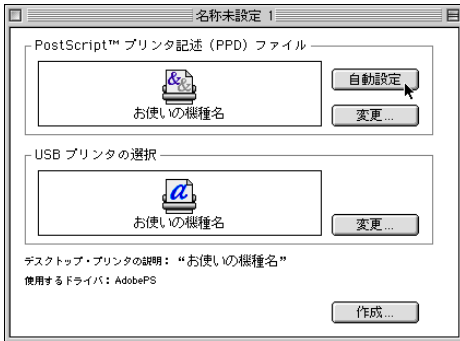 名称未設定 1
PostScript™ プリンタ記述（PPD）ファイル
お使いの機種名
自動設定
変更...
USB プリンタの選択
お使いの機種名
変更...
デスクトップ・プリンタの説明： “お使いの機種名”
使用するドライバ： AdobePS
作成...